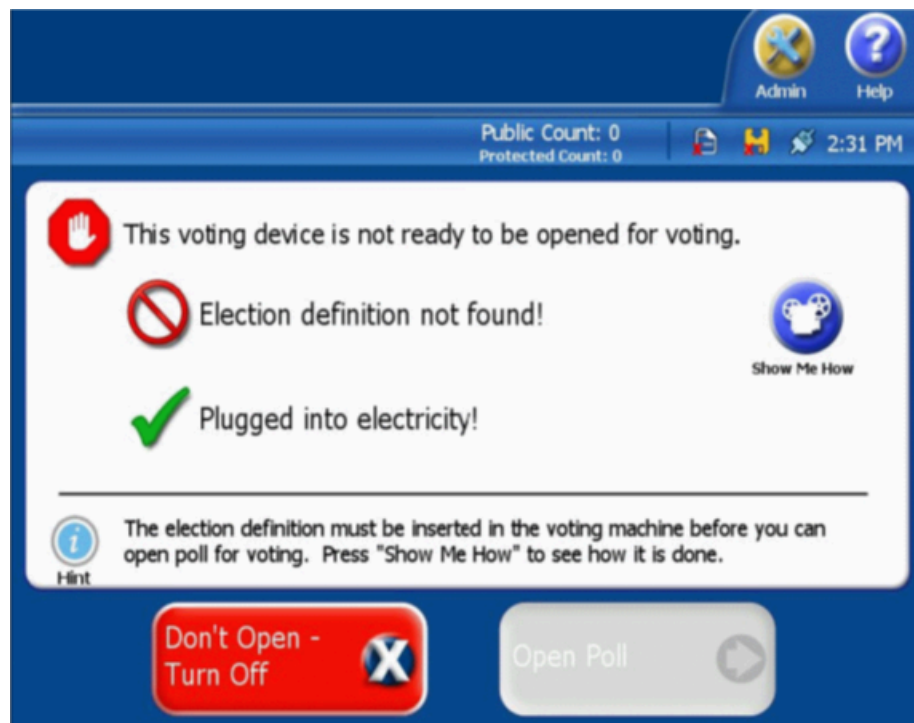 Admin
Help
Public Count: 0
Protected Count: 0
2:31 PM
This voting device is not ready to be opened for voting.
Election definition not found!
Show Me How
Plugged into electricity!
Hint
The election definition must be inserted in the voting machine before you can
open poll for voting. Press "Show Me How" to see how it is done.
Don't Open -
Turn Off
X
Open Poll